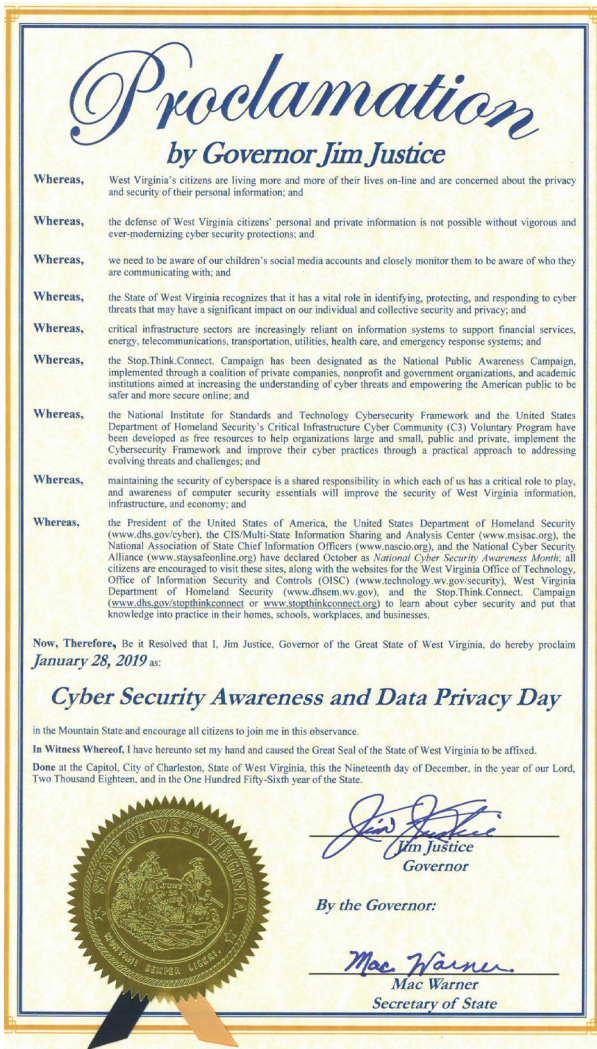 Proclamation
by Governor Jim Justice
Whereas, West Virginia's citizens are living more and more of their lives on-line and are concerned about the privacy
and security of their personal information; and
Whereas, the defense of West Virginia citizens' personal and private information is not possible without vigorous and
ever-modernizing cyber security protections; and
Whereas, we need to be aware of our children's social media accounts and closely monitor them to be aware of who they
are communicating with; and
Whereas, the State of West Virginia recognizes that it has a vital role in identifying, protecting, and responding to cyber
threats that may have a significant impact on our individual and collective security and privacy; and
Whereas, critical infrastructure sectors are increasingly reliant on information systems to support financial services,
energy, telecommunications, transportation, utilities, health care, and emergency response systems; and
Whereas, the Stop.Think.Connect. Campaign has been designated as the National Public Awareness Campaign,
implemented through a coalition of private companies, nonprofit and government organizations, and academic
institutions aimed at increasing the understanding of cyber threats and empowering the American public to be
safer and more secure online; and
Whereas, the National Institute for Standards and Technology Cybersecurity Framework and the United States
Department of Homeland Security's Critical Infrastructure Cyber Community (C3) Voluntary Program have
been developed as free resources to help organizations large and small, public and private, implement the
Cybersecurity Framework and improve their cyber practices through a practical approach to addressing
evolving threats and challenges; and
Whereas, maintaining the security of cyberspace is a shared responsibility in which each of us has a critical role to play,
and awareness of computer security essentials will improve the security of West Virginia information,
infrastructure, and economy; and
Whereas, the President of the United States of America, the United States Department of Homeland Security
(www.dhs.gov/cyber), the CIS/Multi-State Information Sharing and Analysis Center (www.msisac.org), the
National Association of State Chief Information Officers (www.nascio.org), and the National Cyber Security
Alliance (www.staysafeonline.org) have declared October as National Cyber Security Awareness Month; all
citizens are encouraged to visit these sites, along with the websites for the West Virginia Office of Technology,
Office of Information Security and Controls (OISC) (www.technology.wv.gov/security), West Virginia
Department of Homeland Security (www.dhsem.wv.gov), and the Stop.Think.Connect. Campaign
(www.dhs.gov/stopthinkconnect or www.stopthinkconnect.org) to learn about cyber security and put that
knowledge into practice in their homes, schools, workplaces, and businesses.
Now, Therefore, Be it Resolved that I, Jim Justice, Governor of the Great State of West Virginia, do hereby proclaim
January 28, 2019 as:
Cyber Security Awareness and Data Privacy Day
in the Mountain State and encourage all citizens to join me in this observance.
In Witness Whereof, I have hereunto set my hand and caused the Great Seal of the State of West Virginia to be affixed.
Done at the Capitol, City of Charleston, State of West Virginia, this the Nineteenth day of December, in the year of our Lord,
Two Thousand Eighteen, and in the One Hundred Fifty-Sixth year of the State.
STATE OF WEST VIRGINIA
MONTANI SEMPER LIBERI
Jim Justice
Jim Justice
Governor
By the Governor:
Mac Warner
Mac Warner
Secretary of State